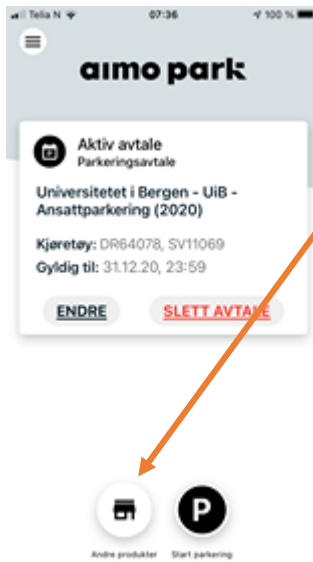 Telia N 07:36 100 %
aimo park
Aktiv avtale
Parkeringsavtale
Universitetet i Bergen - UiB -
Ansattparkering (2020)
Kjøretøy: DR64078, SV11069
Gyldig til: 31.12.20, 23:59
ENDRE SLETT AVTALE
P
Andre produkter Start parkering